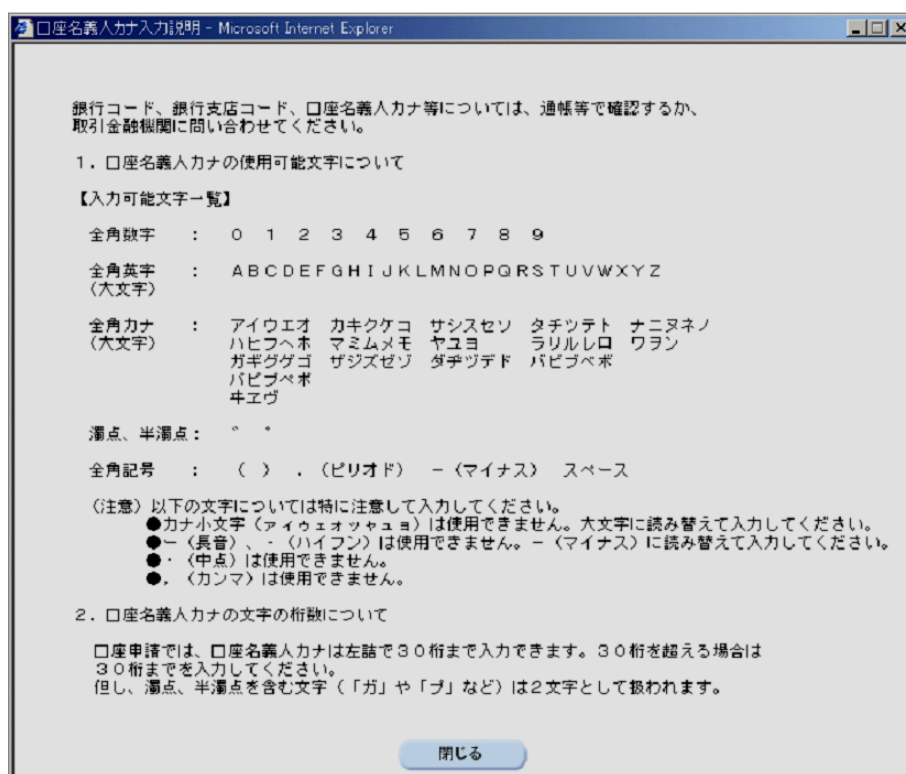 口座名義人カナ入力説明 - Microsoft Internet Explorer
銀行コード、銀行支店コード、口座名義人カナ等については、通帳等で確認するか、
取引金融機関に問い合わせてください。
１．口座名義人カナの使用可能文字について
【入力可能文字一覧】
全角数字　：　０　１　２　３　４　５　６　７　８　９
全角英字　：　ＡＢＣＤＥＦＧＨＩＪＫＬＭＮＯＰＱＲＳＴＵＶＷＸＹＺ
（大文字）
全角カナ　：　アイウエオ　カキクケコ　サシスセソ　タチツテト　ナニヌネノ
（大文字）　ハヒフヘホ　マミムメモ　ヤユヨ　ラリルレロ　ワヲン
ガギグゲゴ　ザジズゼゾ　ダヂヅデド　バビブベボ
パピプペポ
ヰヱヴ
濁点、半濁点：　゛　゜
全角記号　：　（　）　．（ピリオド）　－（マイナス）　スペース
（注意）以下の文字については特に注意して入力してください。
●カナ小文字（ァィゥェォッャュョ）は使用できません。大文字に読み替えて入力してください。
●ー（長音）、‐（ハイフン）は使用できません。－（マイナス）に読み替えて入力してください。
●・（中点）は使用できません。
●，（カンマ）は使用できません。
２．口座名義人カナの文字の桁数について
口座申請では、口座名義人カナは左詰で３０桁まで入力できます。３０桁を超える場合は
３０桁までを入力してください。
但し、濁点、半濁点を含む文字（「ガ」や「プ」など）は２文字として扱われます。
閉じる